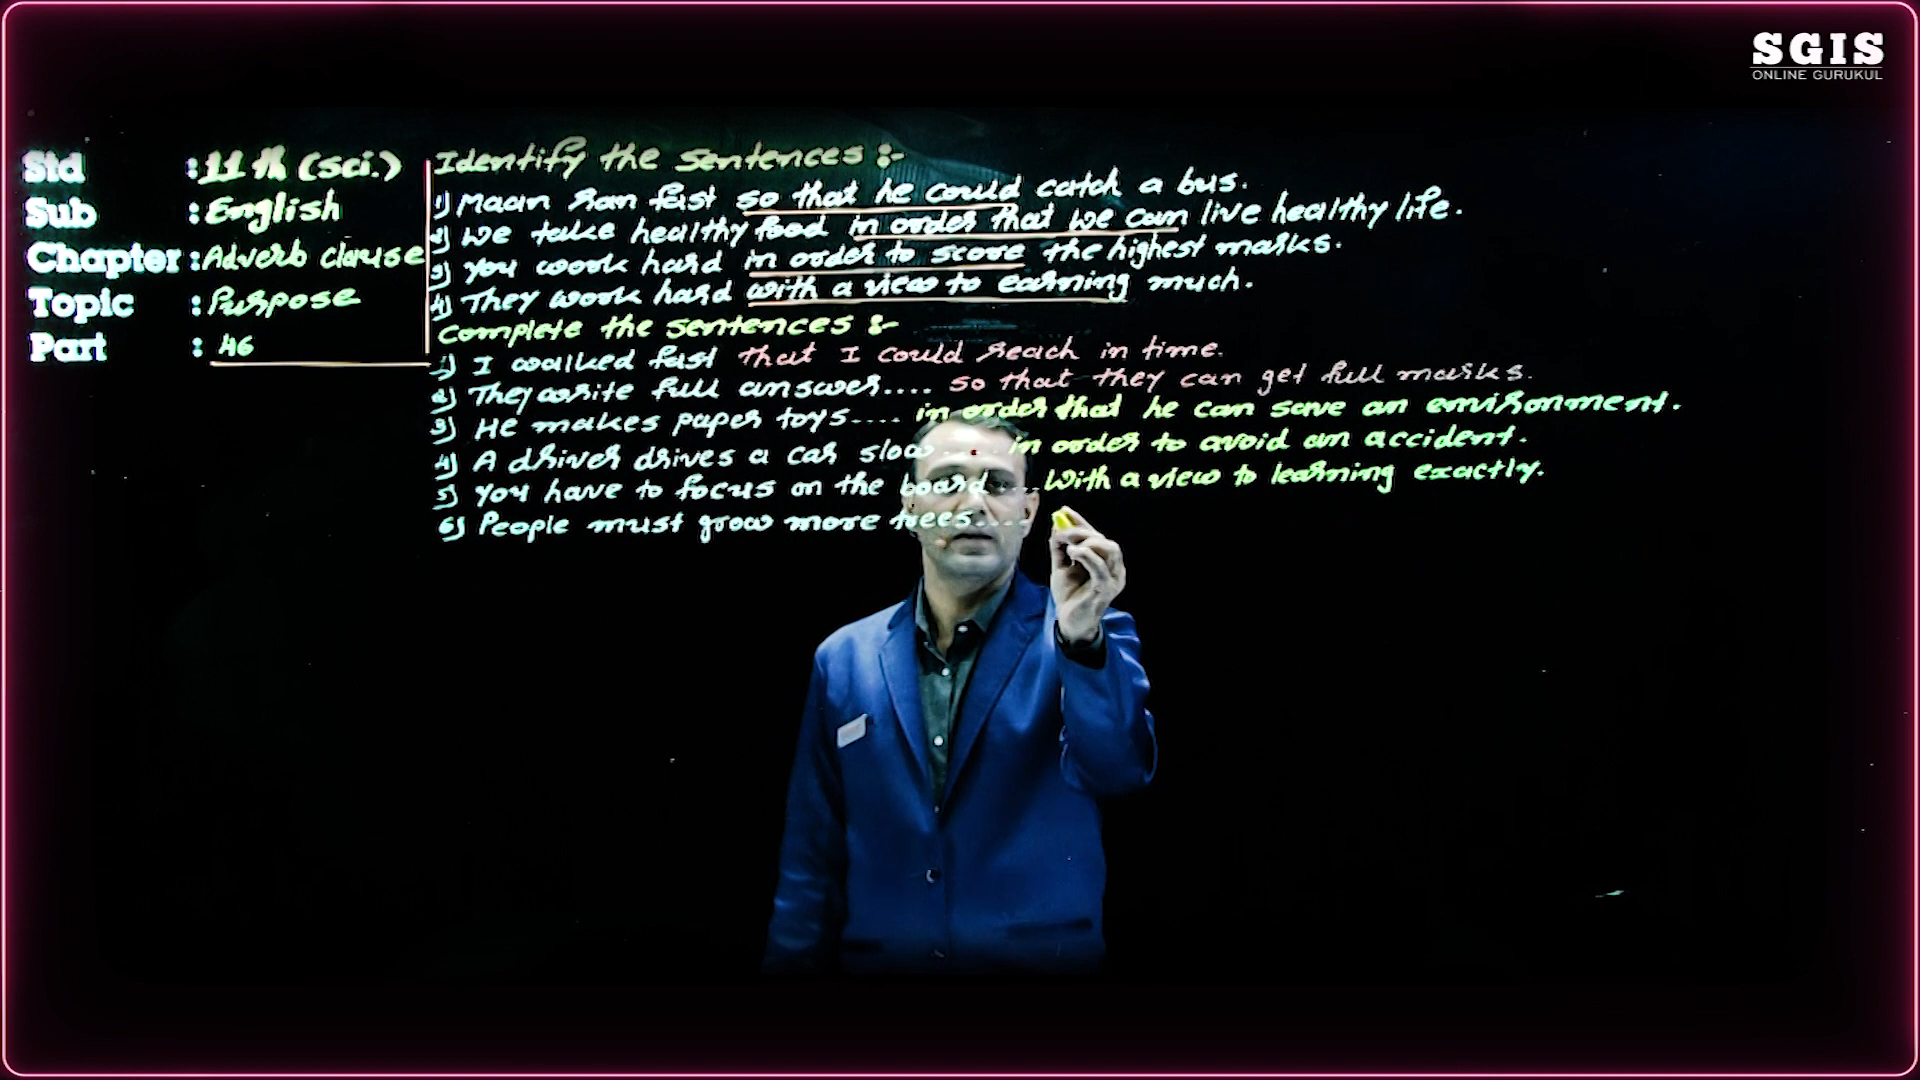 SGIS
ONLINE GURUKUL
Std : 11th (sci.)
Sub : English
Chapter : Adverb clause
Topic : Purpose
Part : 46
Identify the sentences :-
1) Maan ran fast so that he could catch a bus.
2) We take healthy food in order that we can live healthy life.
3) You work hard in order to score the highest marks.
4) They work hard with a view to earning much.
Complete the sentences :-
1) I walked fast that I could reach in time.
2) They write full answer.... so that they can get full marks.
3) He makes paper toys.... in order that he can save an environment.
4) A driver drives a car slow.... in order to avoid an accident.
5) You have to focus on the board.... with a view to learning exactly.
6) People must grow more trees....